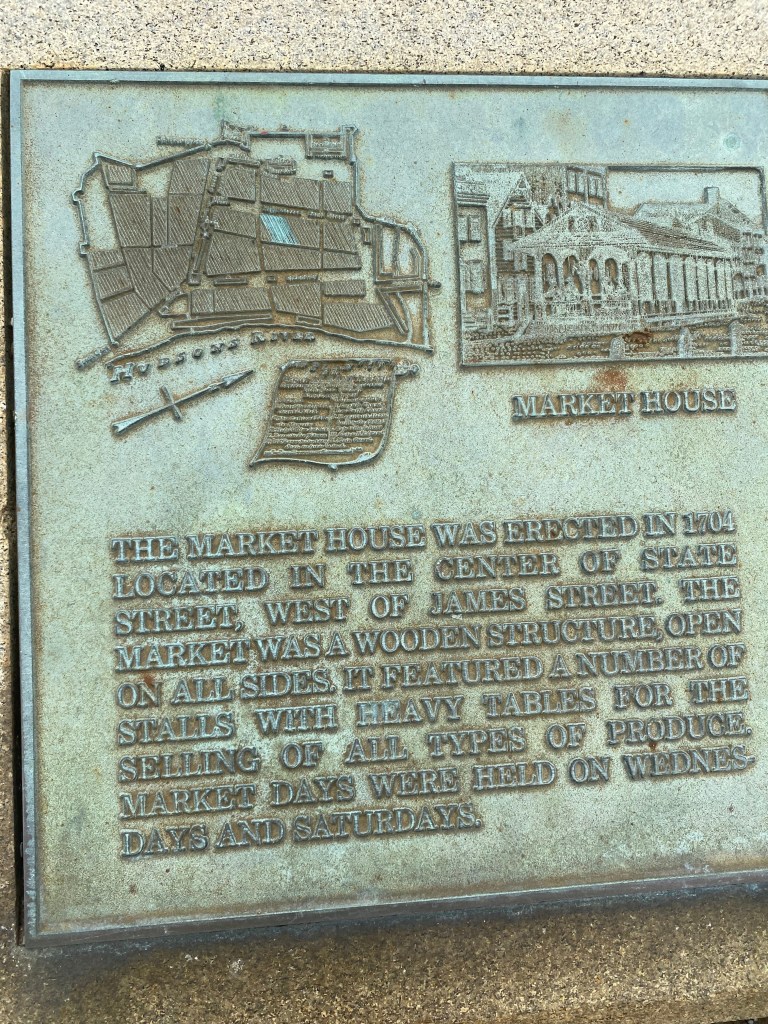 HUDSONS RIVER
MARKET HOUSE
THE MARKET HOUSE WAS ERECTED IN 1704
LOCATED IN THE CENTER OF STATE
STREET, WEST OF JAMES STREET. THE
MARKET WAS A WOODEN STRUCTURE, OPEN
ON ALL SIDES. IT FEATURED A NUMBER OF
STALLS WITH HEAVY TABLES FOR THE
SELLING OF ALL TYPES OF PRODUCE.
MARKET DAYS WERE HELD ON WEDNES-
DAYS AND SATURDAYS.